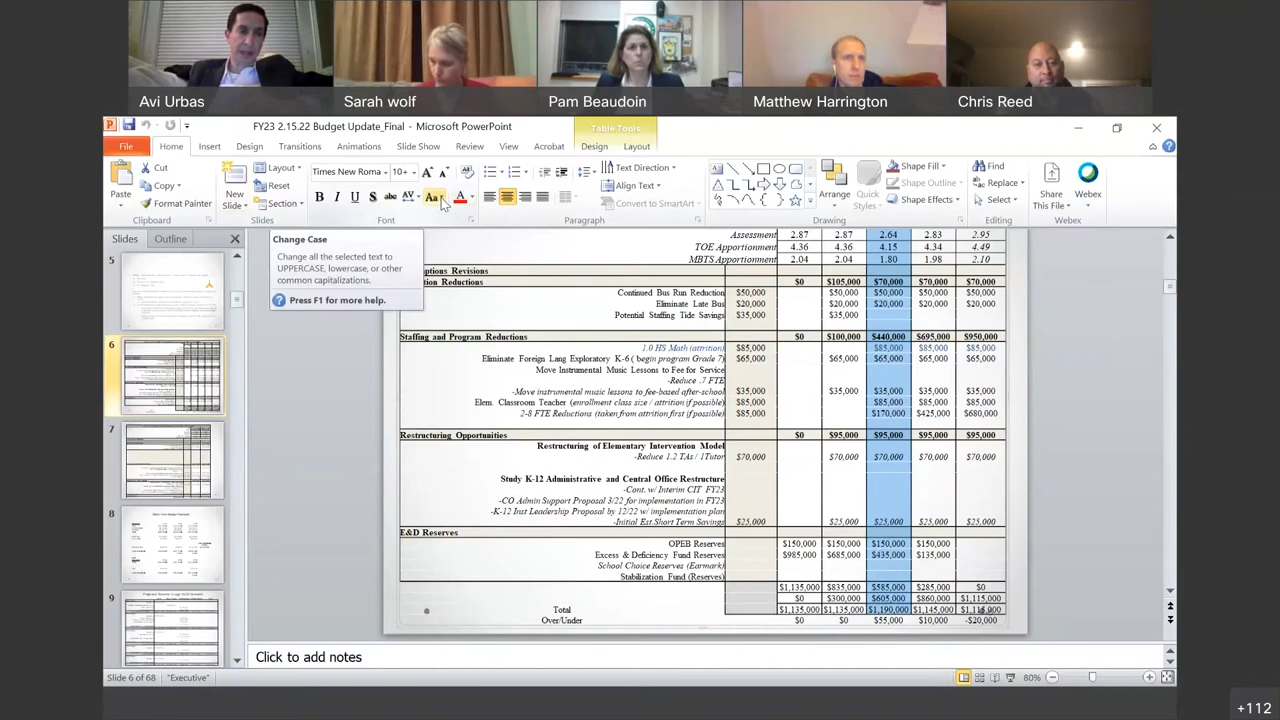 Avi Urbas
Sarah wolf
Pam Beaudoin
Matthew Harrington
Chris Reed
FY23 2.15.22 Budget Update_Final - Microsoft PowerPoint
Table Tools
File Home Insert Design Transitions Animations Slide Show Review View Acrobat Design Layout
Paste
Cut
Copy
Format Painter
Clipboard
New Slide
Layout
Reset
Section
Slides
Times New Roma 10+
B I U S abc AV Aa A
Font
Text Direction
Align Text
Convert to SmartArt
Paragraph
Arrange
Quick Styles
Shape Fill
Shape Outline
Shape Effects
Drawing
Find
Replace
Select
Editing
Share This File
Webex
Webex
Slides Outline
Change Case
Change all the selected text to
UPPERCASE, lowercase, or other
common capitalizations.
Press F1 for more help.
5
6
7
8
9
Assessment 2.87 2.87 2.64 2.83 2.95
TOE Apportionment 4.36 4.36 4.15 4.34 4.49
MBTS Apportionment 2.04 2.04 1.80 1.98 2.10
ptions Revisions
ion Reductions $0 $105,000 $70,000 $70,000 $70,000
Continued Bus Run Reduction $50,000 $50,000 $50,000 $50,000 $50,000
Eliminate Late Bus $20,000 $20,000 $20,000 $20,000 $20,000
Potential Staffing Tide Savings $35,000 $35,000
Staffing and Program Reductions $0 $100,000 $440,000 $695,000 $950,000
1.0 HS Math (attrition) $85,000 $85,000 $85,000 $85,000
Eliminate Foreign Lang Exploratory K-6 ( begin program Grade 7) $65,000 $65,000 $65,000 $65,000 $65,000
Move Instrumental Music Lessons to Fee for Service
-Reduce .7 FTE
-Move instrumental music lessons to fee-based after-school $35,000 $35,000 $35,000 $35,000 $35,000
Elem. Classroom Teacher (enrollment class size / attrition if possible) $85,000 $85,000 $85,000 $85,000
2-8 FTE Reductions (taken from attrition first if possible) $85,000 $170,000 $425,000 $680,000
Restructuring Opportunities $0 $95,000 $95,000 $95,000 $95,000
Restructuring of Elementary Intervention Model
-Reduce 1.2 TAs / 1Tutor $70,000 $70,000 $70,000 $70,000 $70,000
Study K-12 Administrative and Central Office Restructure
-Cont. w/ Interim CIT FY23
-CO Admin Support Proposal 3/22 for implementation in FY23
-K-12 Inst Leadership Proposal by 12/22 w/ implementation plan
-Initial Est.Short Term Savings $25,000 $25,000 $25,000 $25,000 $25,000
E&D Reserves
OPEB Reserves $150,000 $150,000 $150,000 $150,000
Excess & Deficiency Fund Reserves $985,000 $685,000 $435,000 $135,000
School Choice Reserves (Earmark)
Stabilization Fund (Reserves)
$1,135,000 $835,000 $585,000 $285,000 $0
$0 $300,000 $605,000 $860,000 $1,115,000
Total $1,135,000 $1,135,000 $1,190,000 $1,145,000
Over/Under $0 $0 $55,000 $10,000 -$20,000
Click to add notes
Slide 6 of 68 "Executive" 80%
+112